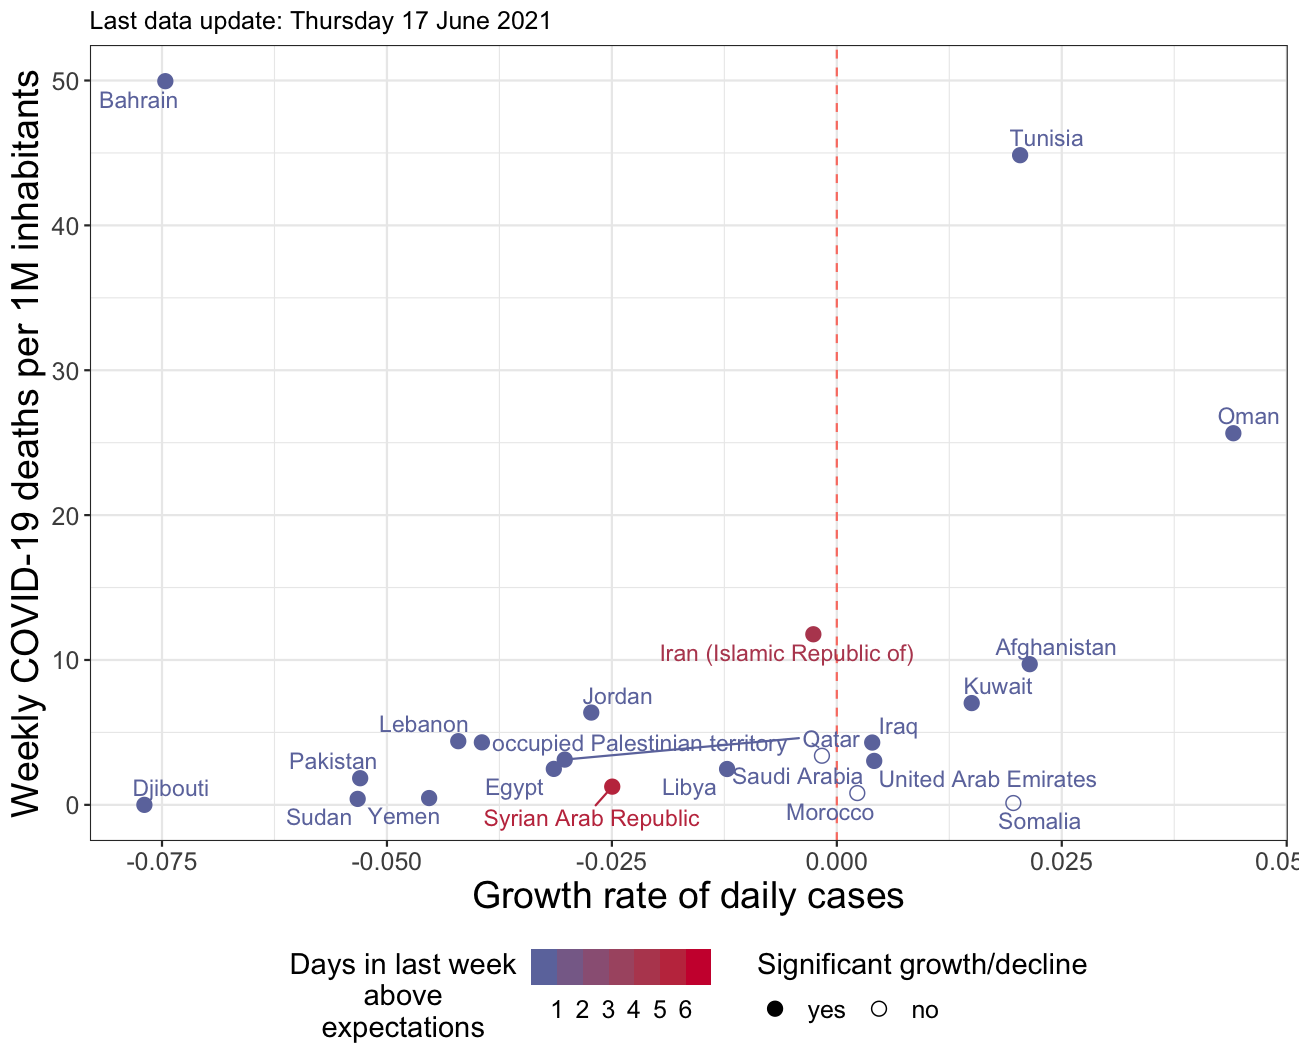 Last data update: Thursday 17 June 2021
Weekly COVID-19 deaths per 1M inhabitants
50
40
30
20
10
0
Bahrain
Tunisia
Oman
Iran (Islamic Republic of)
Afghanistan
Kuwait
Jordan
Lebanon
Iraq
occupied Palestinian territory
Qatar
Pakistan
Saudi Arabia
United Arab Emirates
Djibouti
Egypt
Libya
Morocco
Sudan
Yemen
Syrian Arab Republic
Somalia
-0.075
-0.050
-0.025
0.000
0.025
0.05
Growth rate of daily cases
Days in last week
above
expectations
1 2 3 4 5 6
Significant growth/decline
yes
no